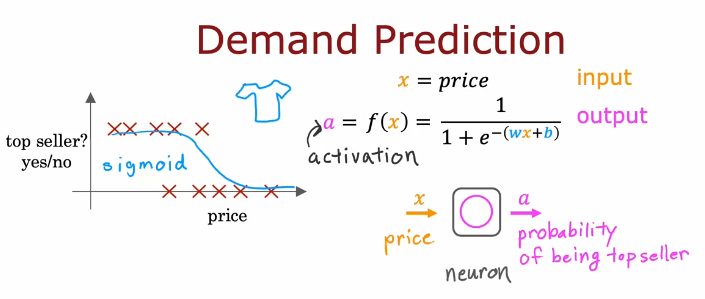 Demand Prediction
x = price input
a = f(x) = 1 / (1 + e^-(wx+b)) output
activation
top seller?
yes/no
sigmoid
price
x a
price
probability
of being top seller
neuron